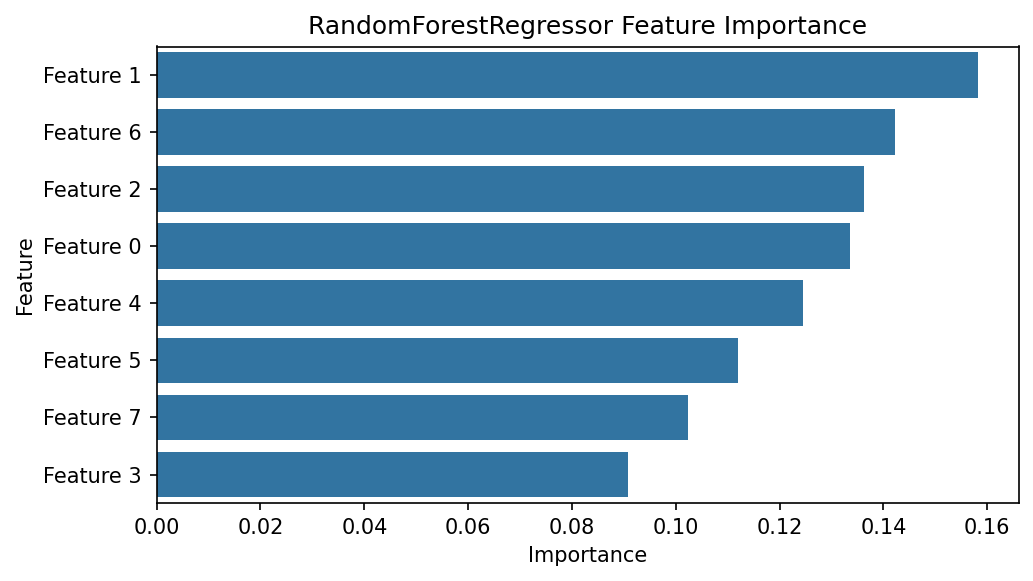 RandomForestRegressor Feature Importance
Feature
Feature 1
Feature 6
Feature 2
Feature 0
Feature 4
Feature 5
Feature 7
Feature 3
0.00 0.02 0.04 0.06 0.08 0.10 0.12 0.14 0.16
Importance